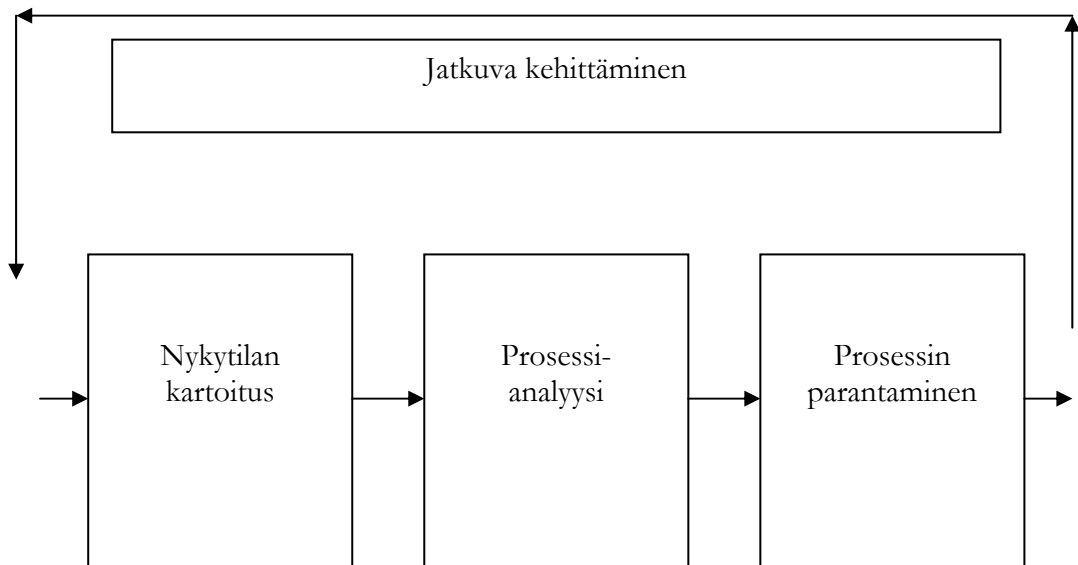 Jatkuva kehittäminen
Nykytilan
kartoitus
Prosessi-
analyysi
Prosessin
parantaminen